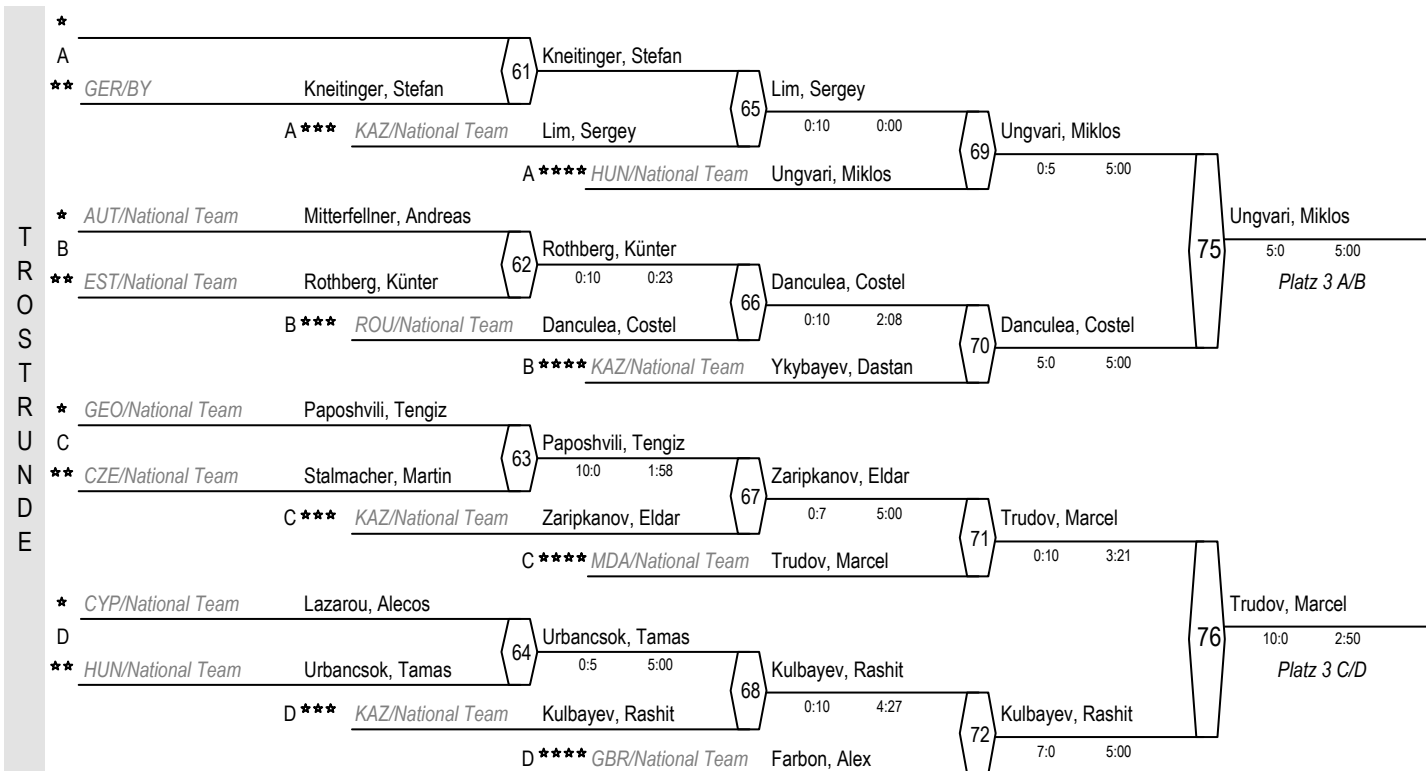 TROSTRUNDE
★
A
Kneitinger, Stefan
61
★★ GER/BY Kneitinger, Stefan
Lim, Sergey
65
0:10 0:00
A ★★★ KAZ/National Team Lim, Sergey
Ungvari, Miklos
69
0:5 5:00
A ★★★★ HUN/National Team Ungvari, Miklos
★ AUT/National Team Mitterfellner, Andreas
Ungvari, Miklos
75
5:0 5:00
Platz 3 A/B
B
Rothberg, Künter
62
0:10 0:23
★★ EST/National Team Rothberg, Künter
Danculea, Costel
66
0:10 2:08
B ★★★ ROU/National Team Danculea, Costel
Danculea, Costel
70
5:0 5:00
B ★★★★ KAZ/National Team Ykybayev, Dastan
★ GEO/National Team Paposhvili, Tengiz
C
Paposhvili, Tengiz
63
10:0 1:58
★★ CZE/National Team Stalmacher, Martin
Zaripkanov, Eldar
67
0:7 5:00
C ★★★ KAZ/National Team Zaripkanov, Eldar
Trudov, Marcel
71
0:10 3:21
C ★★★★ MDA/National Team Trudov, Marcel
★ CYP/National Team Lazarou, Alecos
Trudov, Marcel
76
10:0 2:50
Platz 3 C/D
D
Urbancsok, Tamas
64
0:5 5:00
★★ HUN/National Team Urbancsok, Tamas
Kulbayev, Rashit
68
0:10 4:27
D ★★★ KAZ/National Team Kulbayev, Rashit
Kulbayev, Rashit
72
7:0 5:00
D ★★★★ GBR/National Team Farbon, Alex